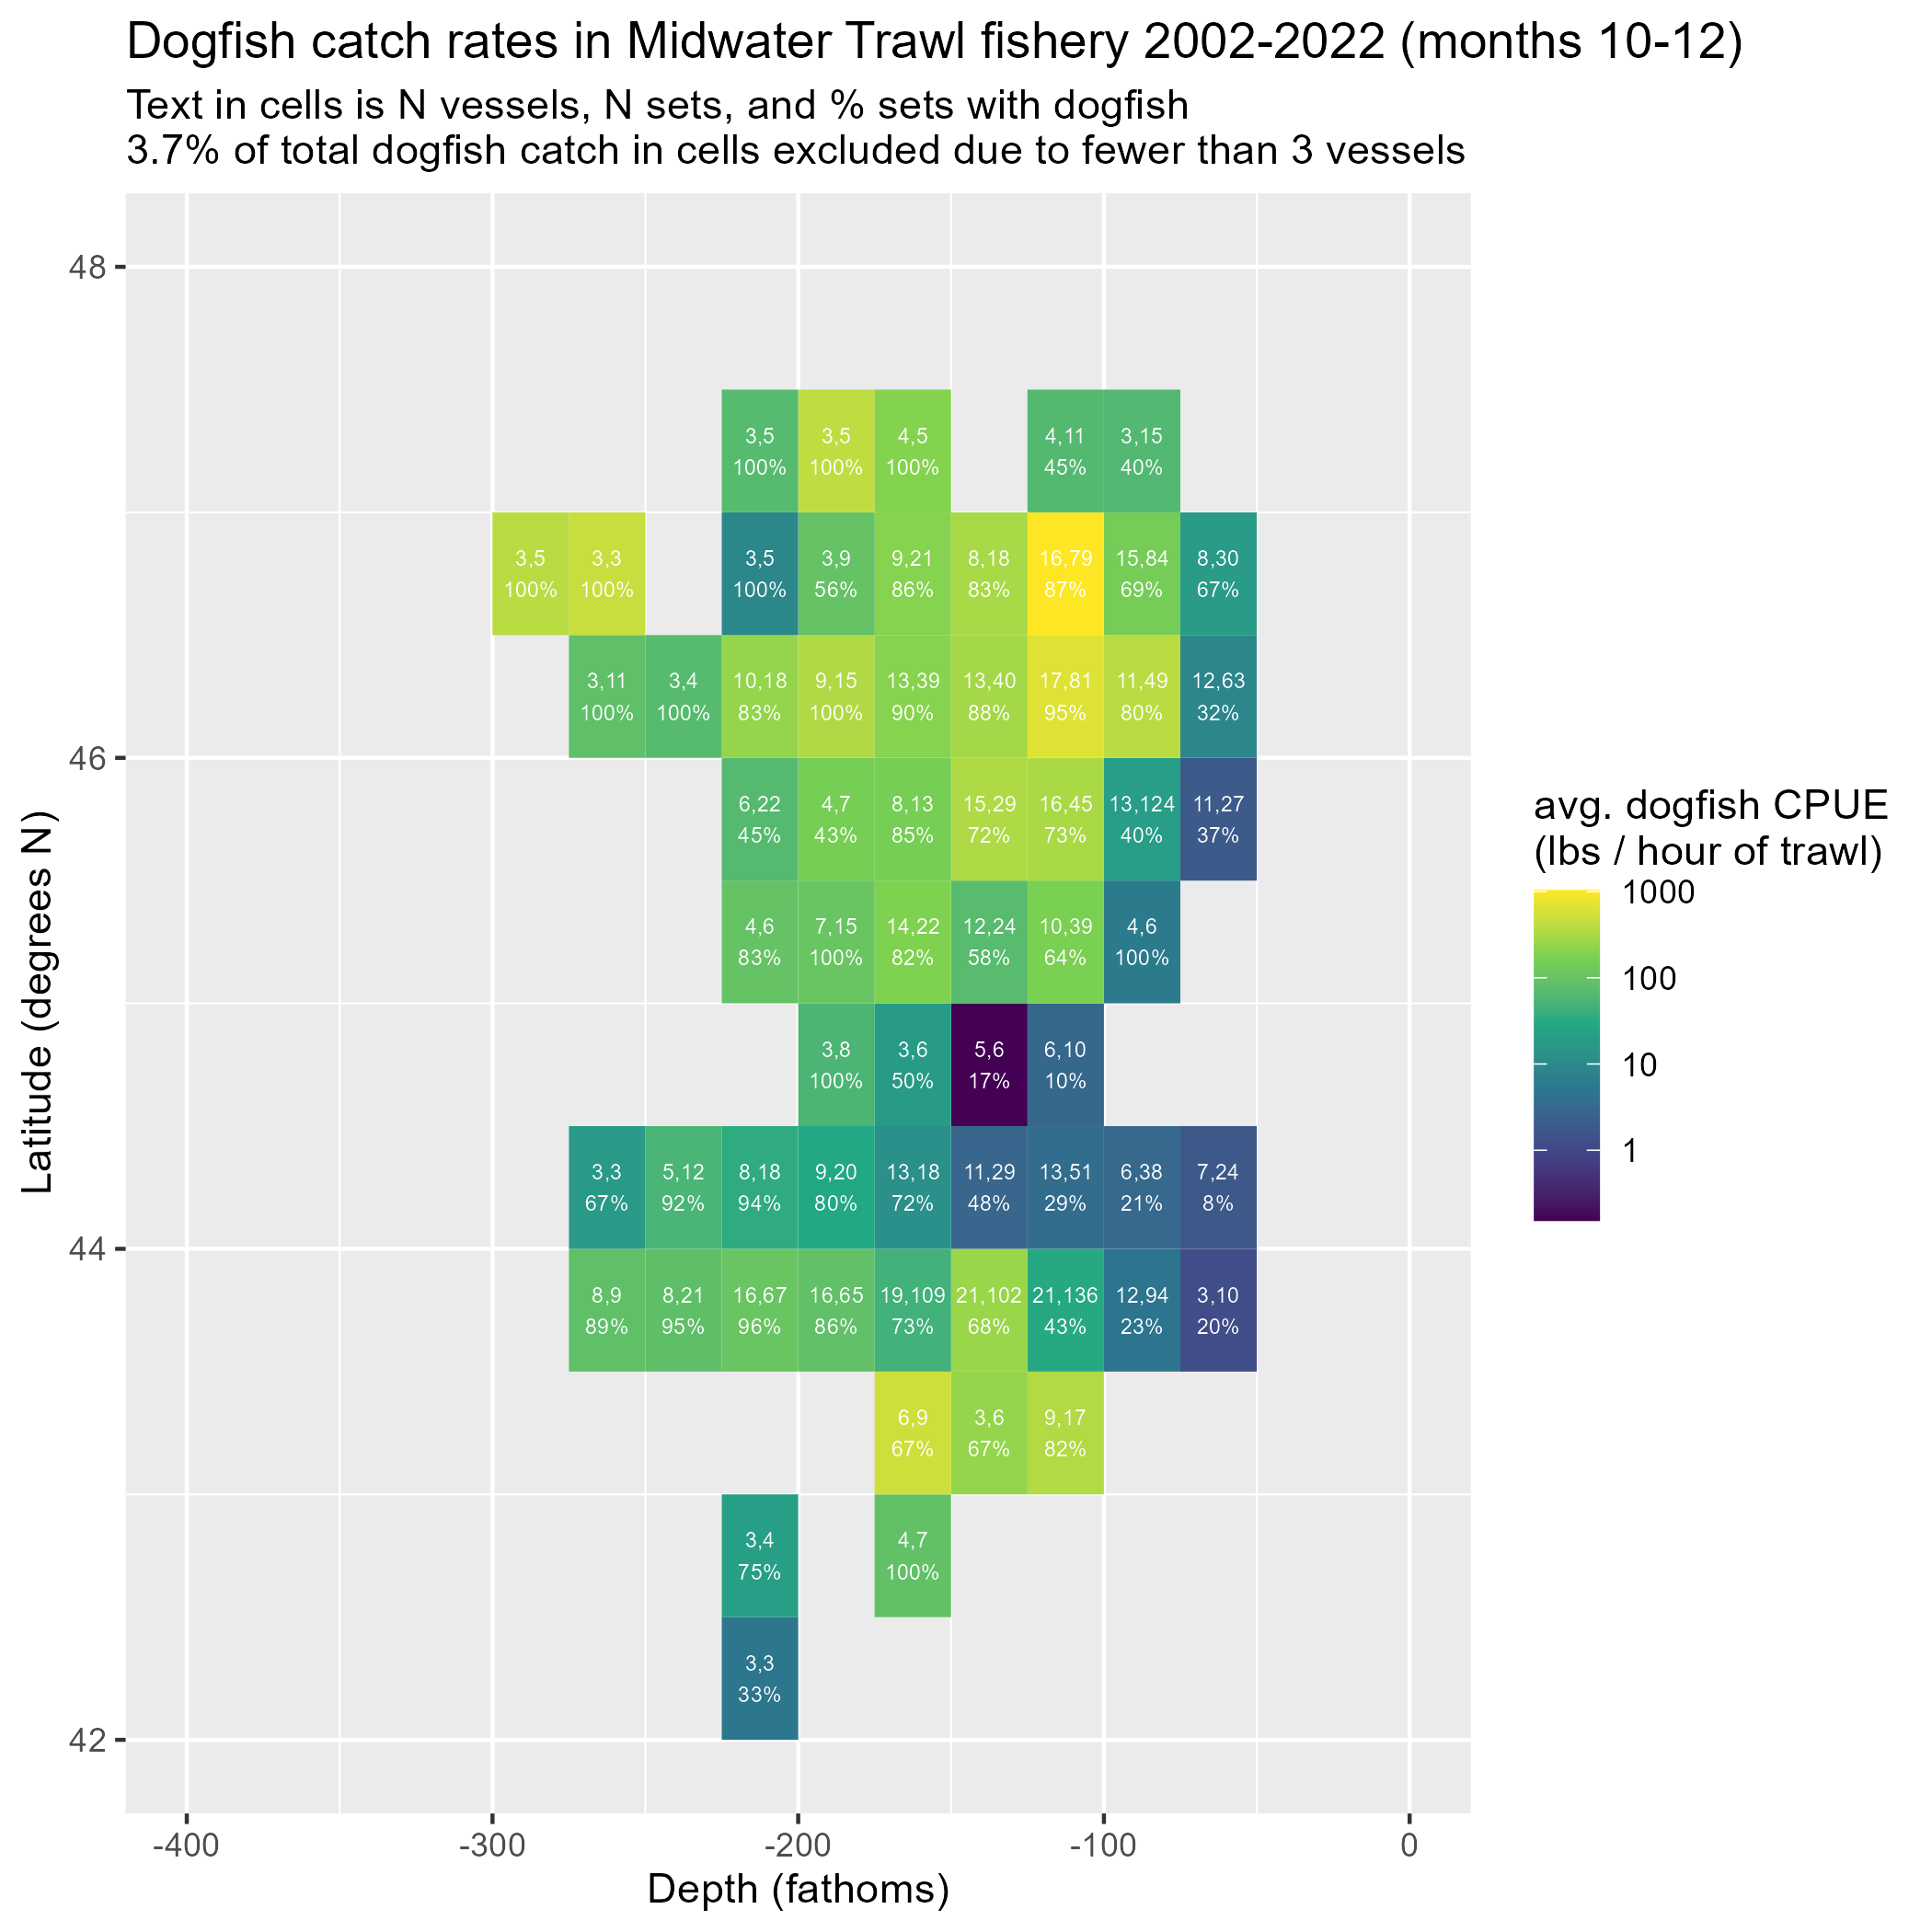 Dogfish catch rates in Midwater Trawl fishery 2002-2022 (months 10-12)
Text in cells is N vessels, N sets, and % sets with dogfish
3.7% of total dogfish catch in cells excluded due to fewer than 3 vessels
48
3,5 3,5 4,5 4,11 3,15
100% 100% 100% 45% 40%
3,5 3,3 3,5 3,9 9,21 8,18 16,79 15,84 8,30
100% 100% 100% 56% 86% 83% 87% 69% 67%
3,11 3,4 10,18 9,15 13,39 13,40 17,81 11,49 12,63
100% 100% 83% 100% 90% 88% 95% 80% 32%
46
6,22 4,7 8,13 15,29 16,45 13,124 11,27
45% 43% 85% 72% 73% 40% 37%
4,6 7,15 14,22 12,24 10,39 4,6
83% 100% 82% 58% 64% 100%
3,8 3,6 5,6 6,10
100% 50% 17% 10%
3,3 5,12 8,18 9,20 13,18 11,29 13,51 6,38 7,24
67% 92% 94% 80% 72% 48% 29% 21% 8%
44
8,9 8,21 16,67 16,65 19,109 21,102 21,136 12,94 3,10
89% 95% 96% 86% 73% 68% 43% 23% 20%
6,9 3,6 9,17
67% 67% 82%
3,4 4,7
75% 100%
3,3
33%
42
-400 -300 -200 -100 0
Depth (fathoms)
Latitude (degrees N)
avg. dogfish CPUE
(lbs / hour of trawl)
1000
100
10
1